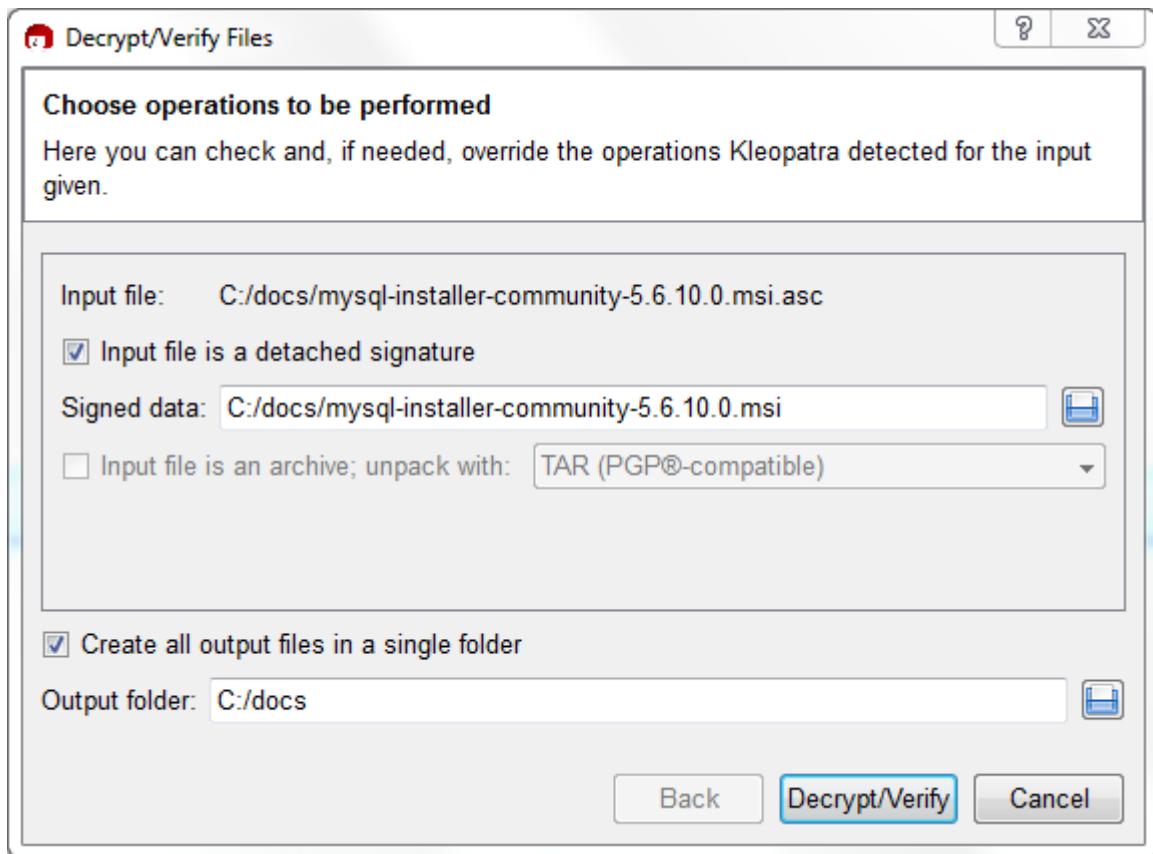 Decrypt/Verify Files
Choose operations to be performed
Here you can check and, if needed, override the operations Kleopatra detected for the input
given.
Input file: C:/docs/mysql-installer-community-5.6.10.0.msi.asc
Input file is a detached signature
Signed data: C:/docs/mysql-installer-community-5.6.10.0.msi
Input file is an archive; unpack with: TAR (PGP®-compatible)
Create all output files in a single folder
Output folder: C:/docs
Back Decrypt/Verify Cancel